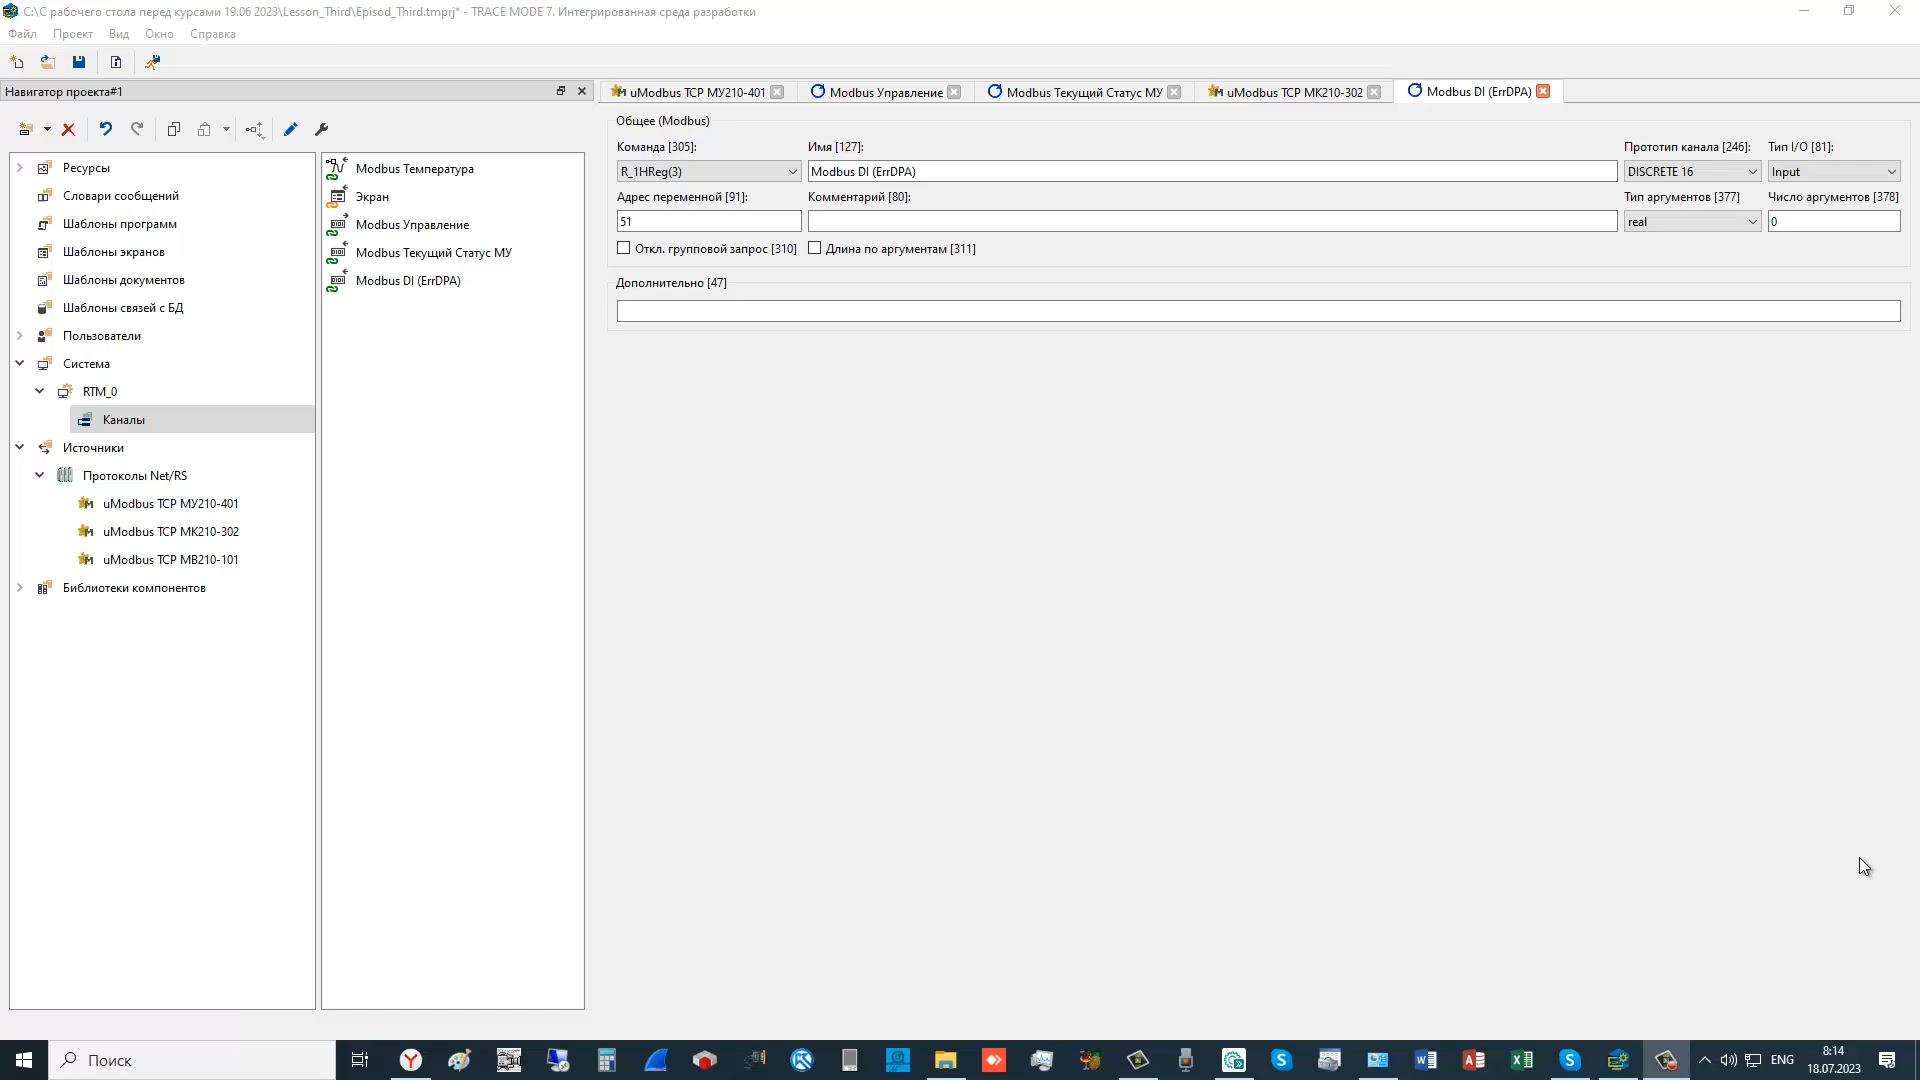 C:\С рабочего стола перед курсами 19.06 2023\Lesson_Third\Episod_Third.tmprj* - TRACE MODE 7. Интегрированная среда разработки
Файл Проект Вид Окно Справка
Навигатор проекта#1
uModbus TCP МУ210-401 Modbus Управление Modbus Текущий Статус МУ uModbus TCP МК210-302 Modbus DI (ErrDPA)
Ресурсы
Словари сообщений
Шаблоны программ
Шаблоны экранов
Шаблоны документов
Шаблоны связей с БД
Пользователи
Система
RTM_0
Каналы
Источники
Протоколы Net/RS
uModbus TCP МУ210-401
uModbus TCP МК210-302
uModbus TCP МВ210-101
Библиотеки компонентов
Modbus Температура
Экран
Modbus Управление
Modbus Текущий Статус МУ
Modbus DI (ErrDPA)
Общее (Modbus)
Команда [305]: Имя [127]: Прототип канала [246]: Тип I/O [81]:
R_1HReg(3) Modbus DI (ErrDPA) DISCRETE 16 Input
Адрес переменной [91]: Комментарий [80]: Тип аргументов [377] Число аргументов [378]
51 real 0
Откл. групповой запрос [310] Длина по аргументам [311]
Дополнительно [47]
Поиск
ENG
8:14
18.07.2023